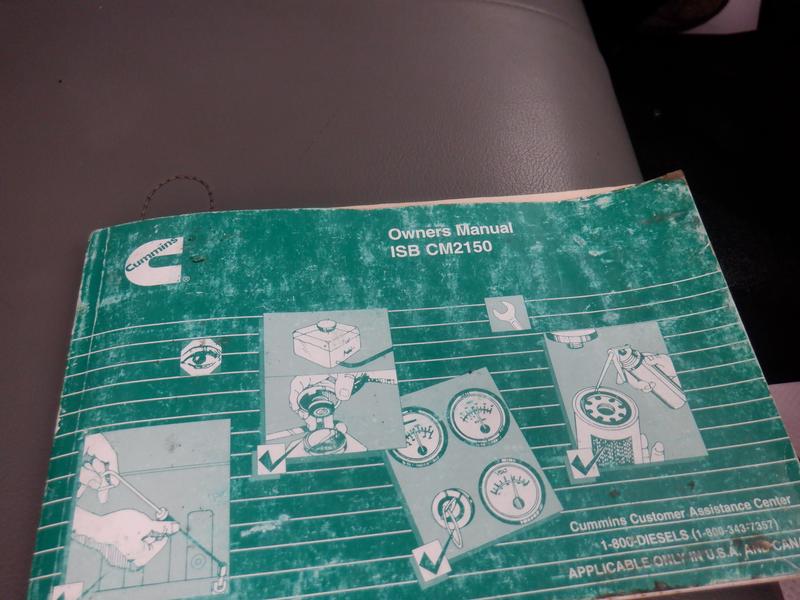 Owners Manual
ISB CM2150
Cummins
®
Cummins Customer Assistance Center
1-800-DIESELS (1-800-343-7357)
APPLICABLE ONLY IN U.S.A. AND CAN